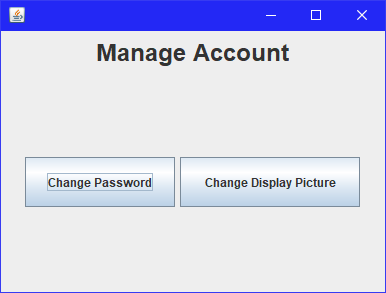 Manage Account
Change Password
Change Display Picture